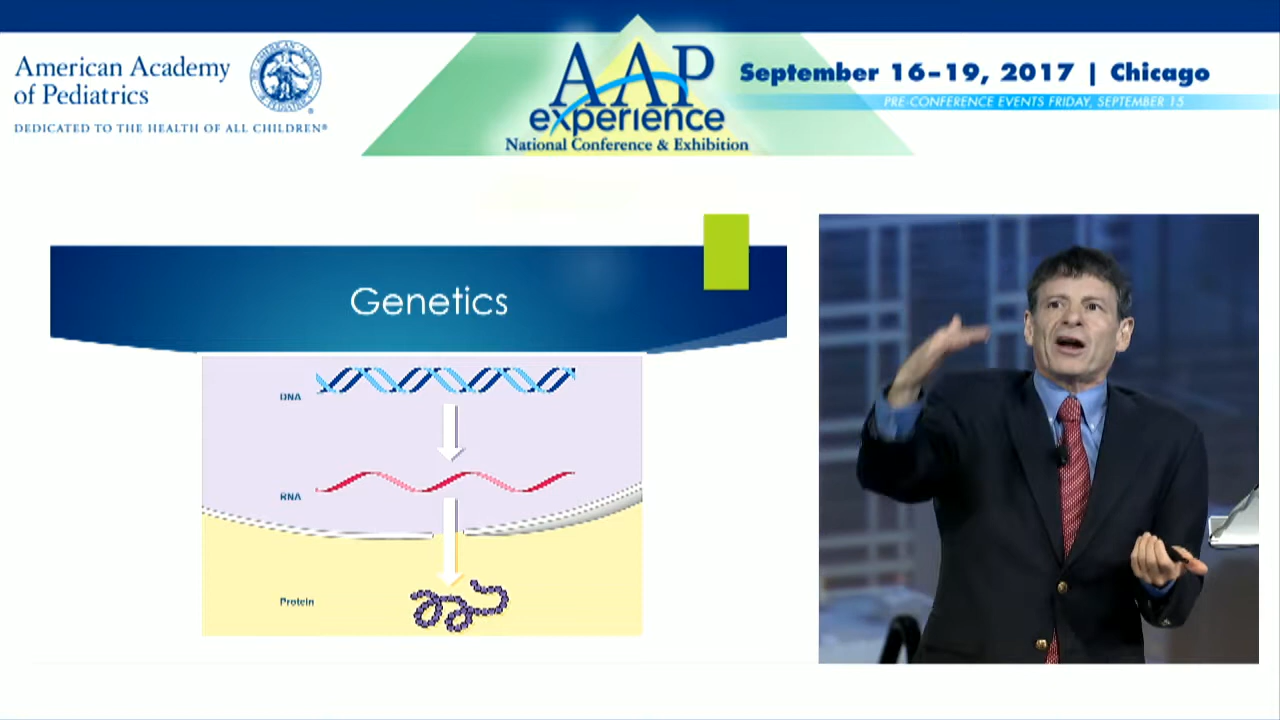 American Academy
of Pediatrics
DEDICATED TO THE HEALTH OF ALL CHILDREN®
AAP
experience
National Conference & Exhibition
September 16–19, 2017 | Chicago
PRE-CONFERENCE EVENTS FRIDAY, SEPTEMBER 15
Genetics
DNA
RNA
Protein